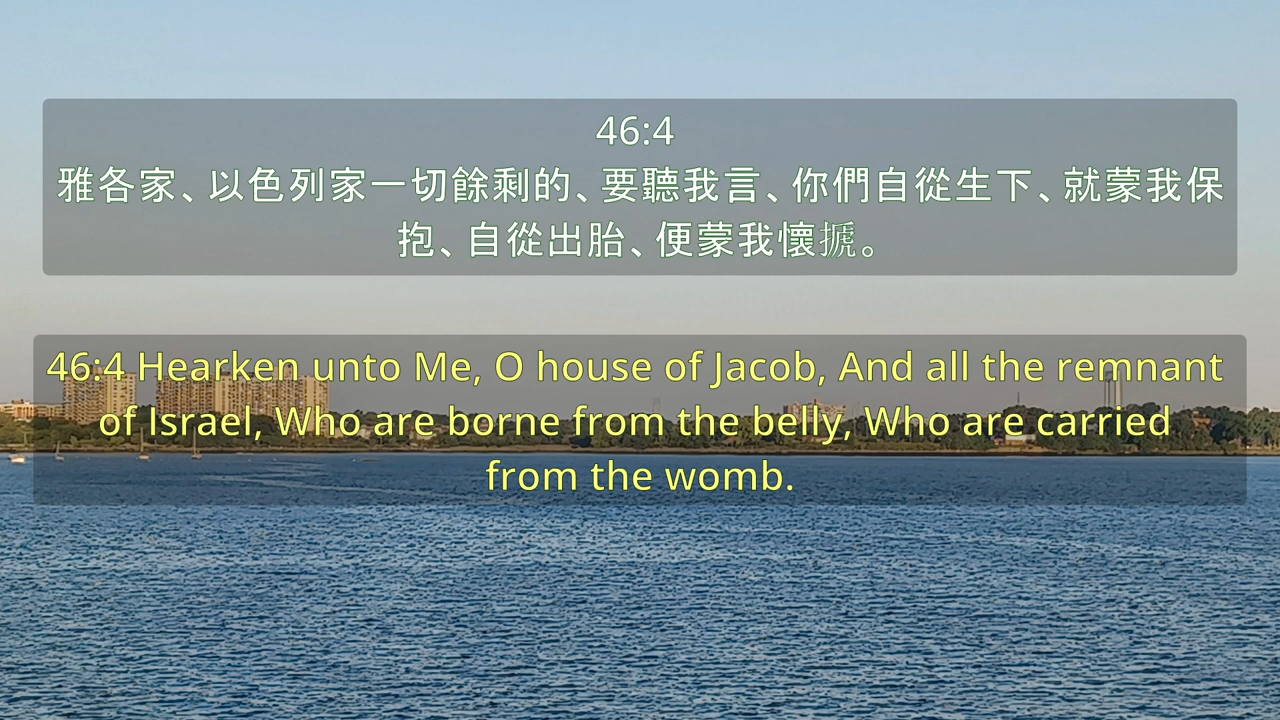 46:4
雅各家、以色列家一切餘剩的、要聽我言、你們自從生下、就蒙我保
抱、自從出胎、便蒙我懷搋。
46:4 Hearken unto Me, O house of Jacob, And all the remnant
of Israel, Who are borne from the belly, Who are carried
from the womb.